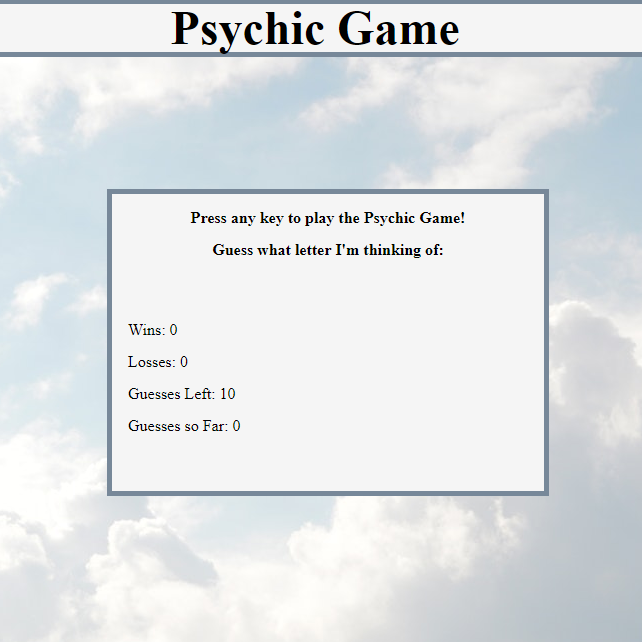 Psychic Game
Press any key to play the Psychic Game!
Guess what letter I'm thinking of:
Wins: 0
Losses: 0
Guesses Left: 10
Guesses so Far: 0